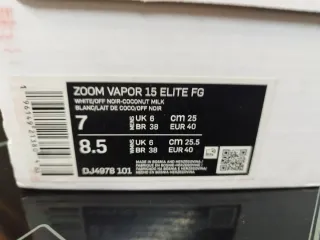 ZOOM VAPOR 15 ELITE FG
WHITE/OFF NOIR-COCONUT MILK
BLANC/LAIT DE COCO/OFF NOIR
7 MENS UK 6 cm 25
BR 38 EUR 40
8.5 WMNS UK 6 cm 25.5
BR 38 EUR 40
DJ4978 101
MADE IN BOSNIA AND HERZEGOVINA